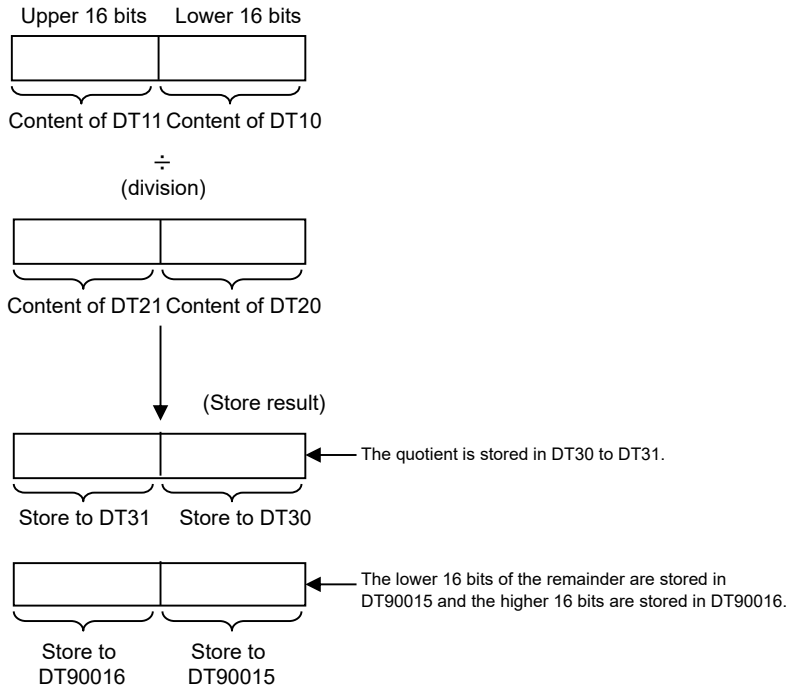 Upper 16 bits Lower 16 bits
Content of DT11 Content of DT10
÷
(division)
Content of DT21 Content of DT20
(Store result)
The quotient is stored in DT30 to DT31.
Store to DT31 Store to DT30
The lower 16 bits of the remainder are stored in
DT90015 and the higher 16 bits are stored in DT90016.
Store to Store to
DT90016 DT90015